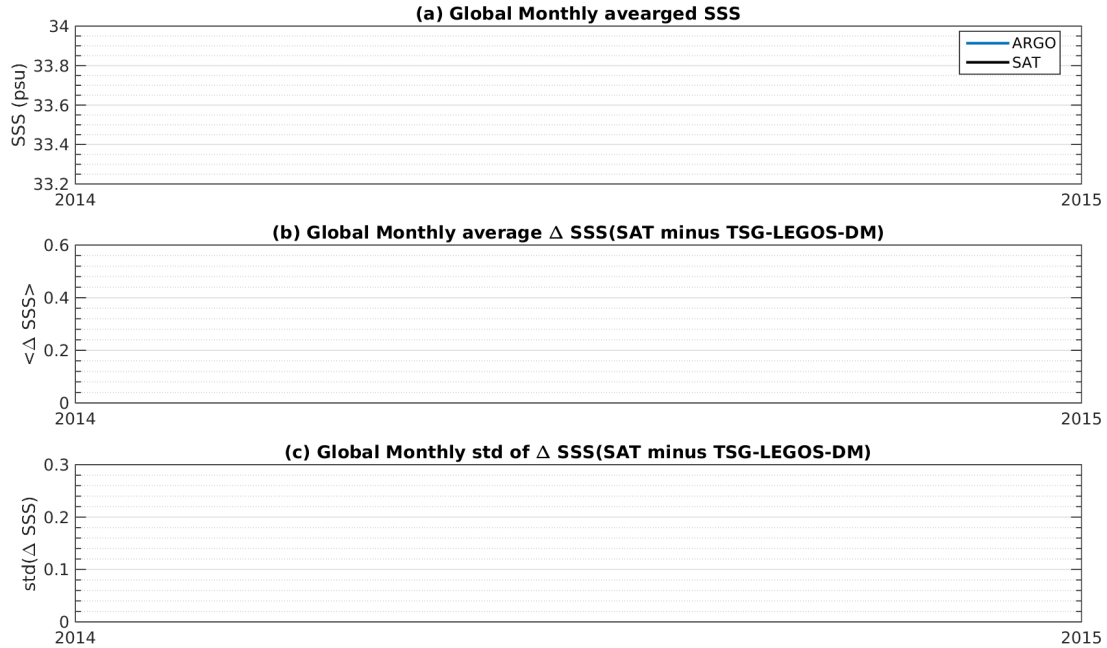 (a) Global Monthly avearged SSS
34
33.8
33.6
33.4
33.2
SSS (psu)
ARGO
SAT
2014
2015
(b) Global Monthly average Δ SSS(SAT minus TSG-LEGOS-DM)
0.6
0.4
0.2
0
<Δ SSS>
2014
2015
(c) Global Monthly std of Δ SSS(SAT minus TSG-LEGOS-DM)
0.3
0.2
0.1
0
std(Δ SSS)
2014
2015